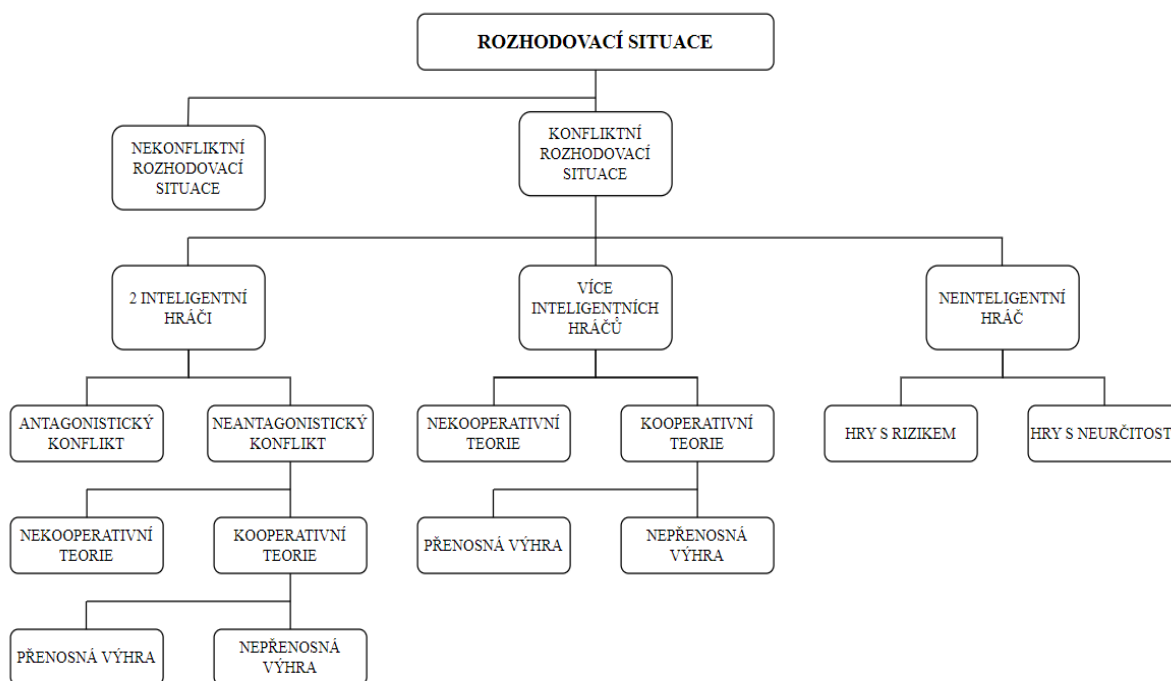 ROZHODOVACÍ SITUACE
NEKONFLIKTNÍ
ROZHODOVACÍ
SITUACE
KONFLIKTNÍ
ROZHODOVACÍ
SITUACE
2 INTELIGENTNÍ
HRÁČI
VÍCE
INTELIGENTNÍCH
HRÁČŮ
NEINTELIGENTNÍ
HRÁČ
ANTAGONISTICKÝ
KONFLIKT
NEANTAGONISTICKÝ
KONFLIKT
NEKOOPERATIVNÍ
TEORIE
KOOPERATIVNÍ
TEORIE
HRY S RIZIKEM
HRY S NEURČITOST
NEKOOPERATIVNÍ
TEORIE
KOOPERATIVNÍ
TEORIE
PŘENOSNÁ VÝHRA
NEPŘENOSNÁ
VÝHRA
PŘENOSNÁ VÝHRA
NEPŘENOSNÁ
VÝHRA